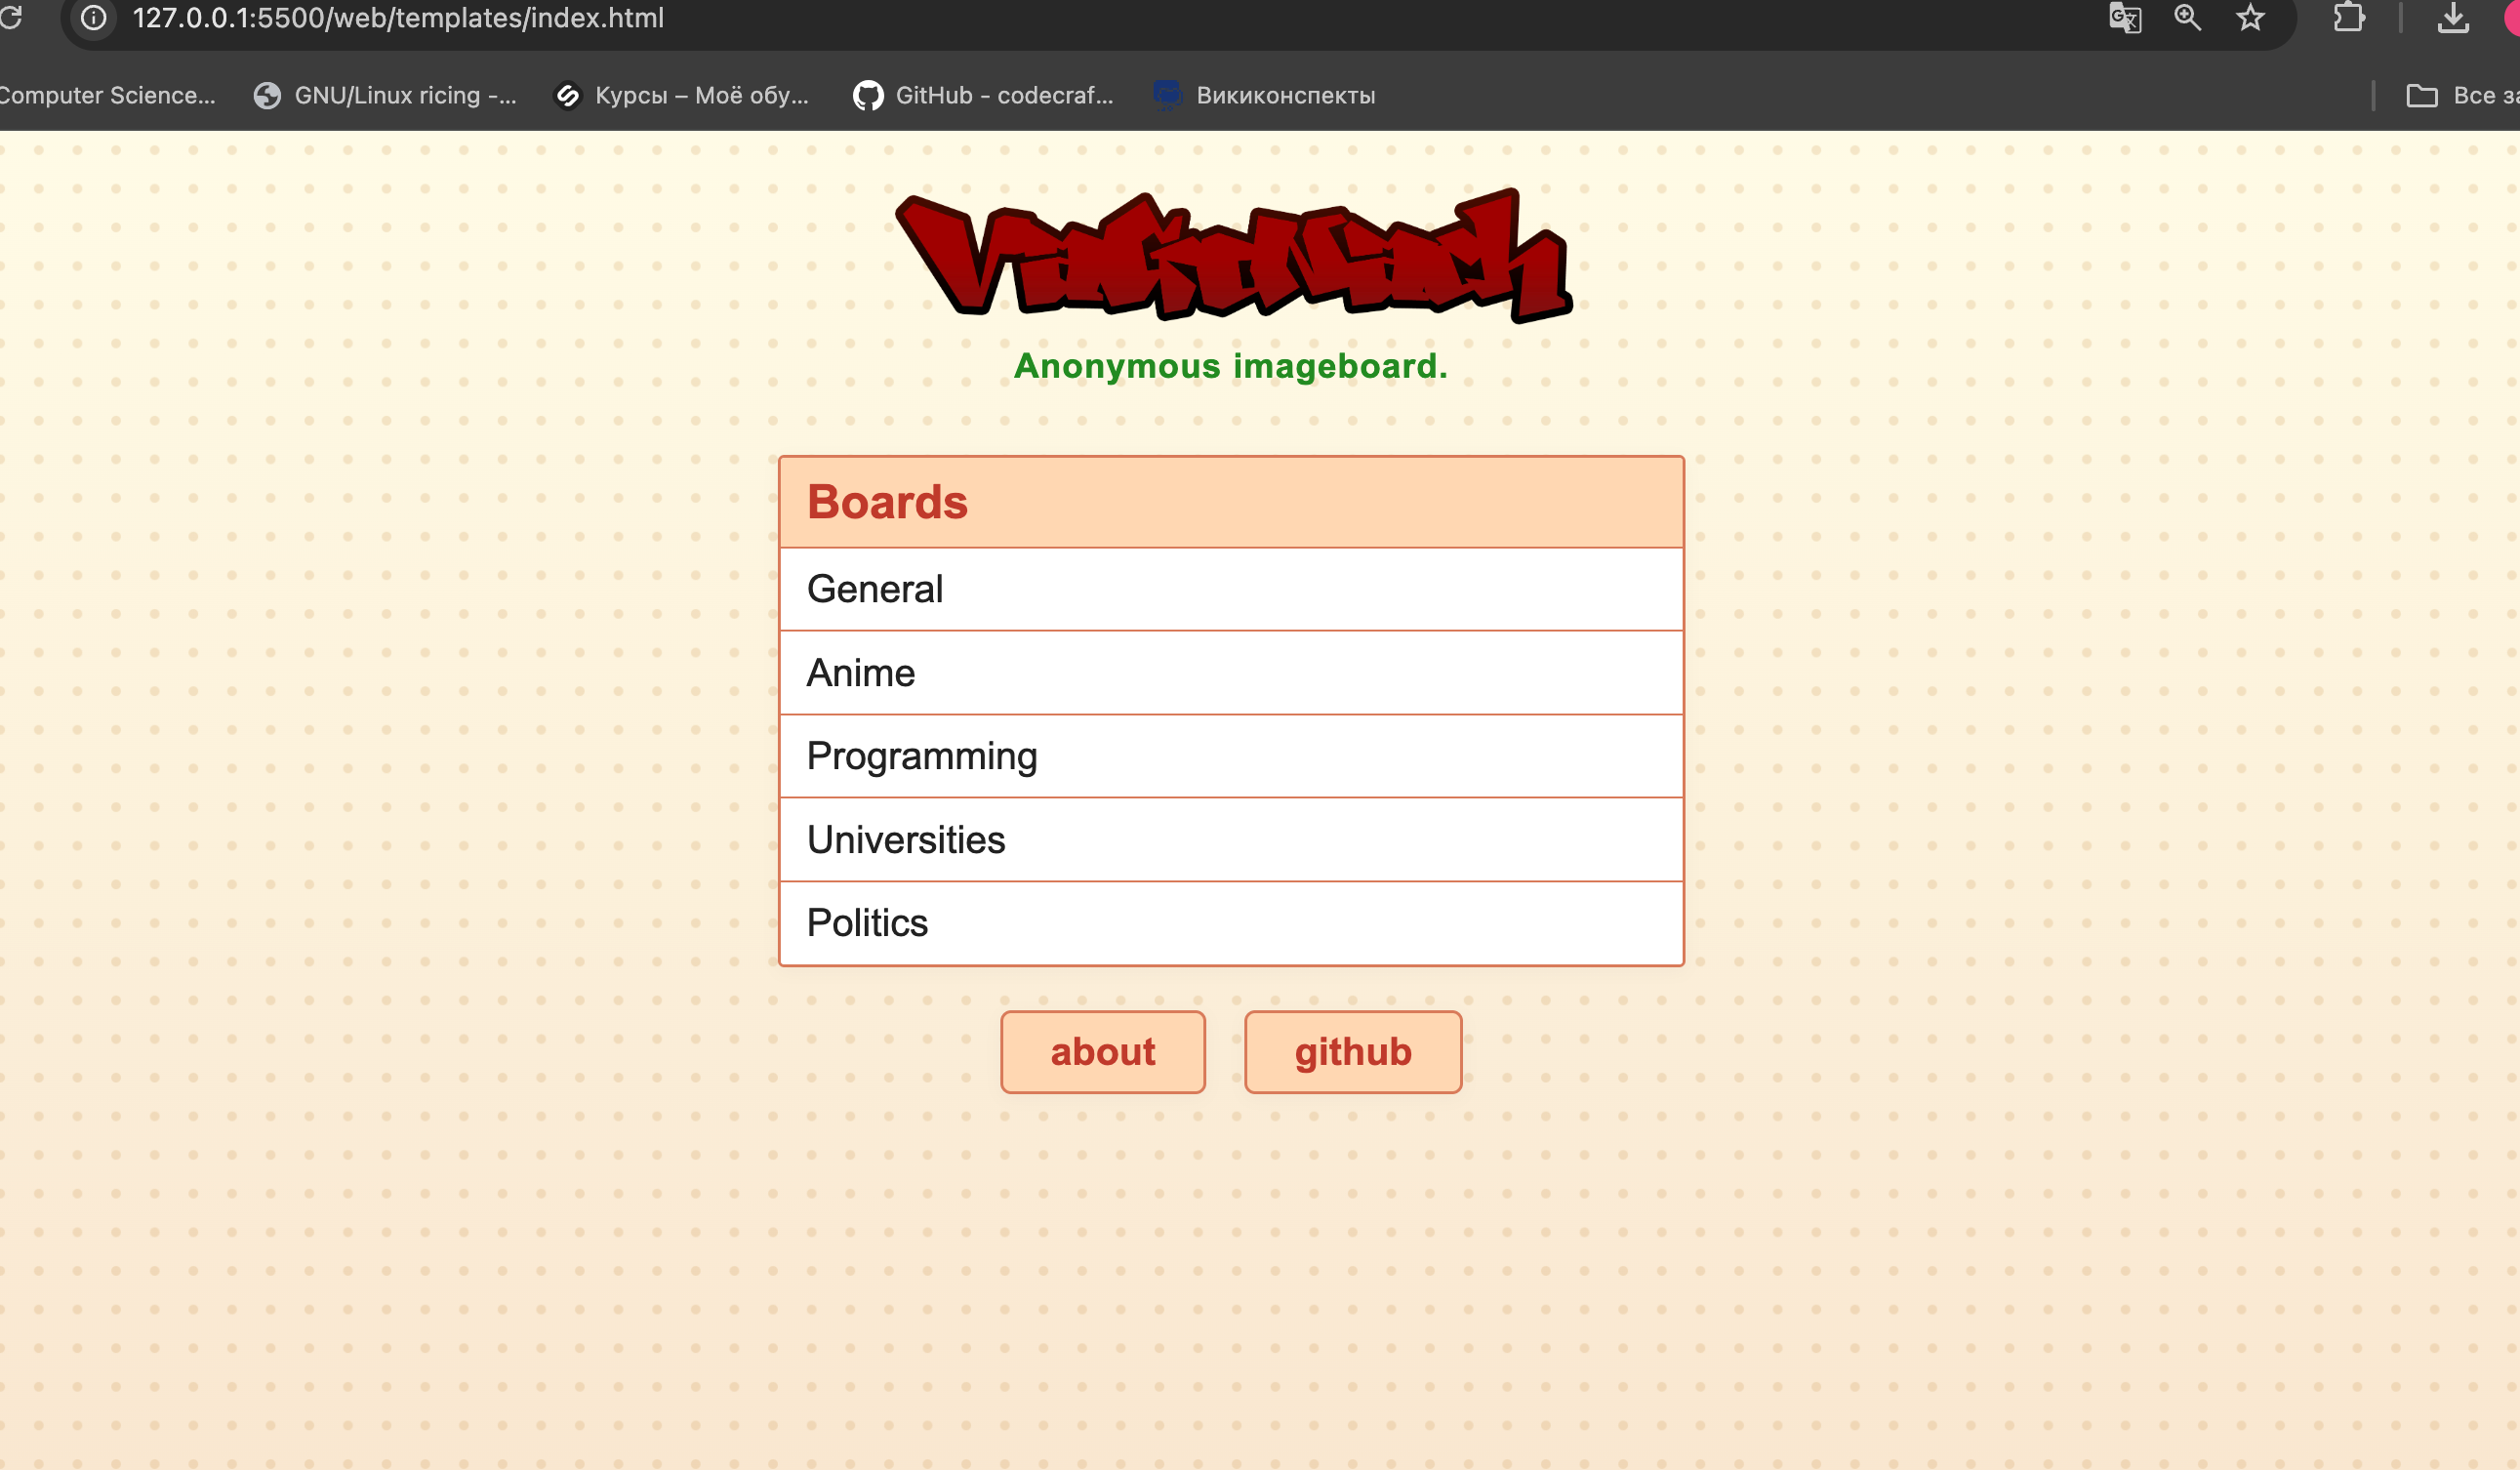 127.0.0.1:5500/web/templates/index.html
Computer Science...
GNU/Linux ricing -...
Курсы – Моё обу...
GitHub - codecraf...
Викиконспекты
Все
Anonymous imageboard.
Boards
General
Anime
Programming
Universities
Politics
about
github